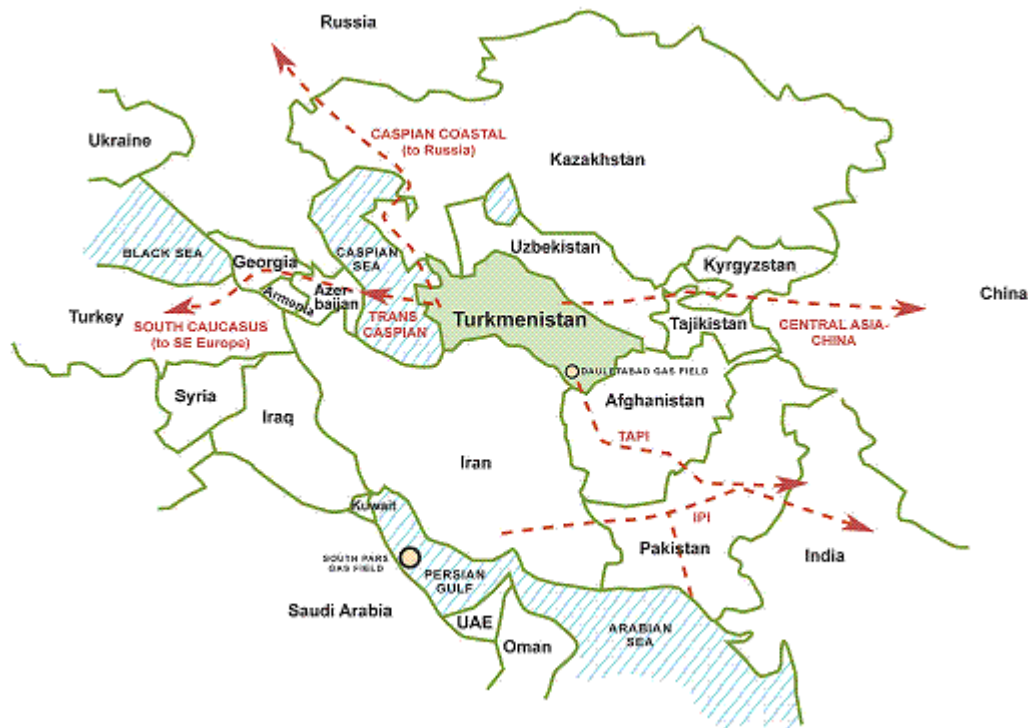 Russia
Ukraine
CASPIAN COASTAL
(to Russia)
Kazakhstan
BLACK SEA
Georgia
CASPIAN
SEA
Uzbekistan
Kyrgyzstan
Armenia
Azer
baijan
China
Turkey
SOUTH CAUCASUS
(to SE Europe)
TRANS
CASPIAN
Turkmenistan
Tajikistan
CENTRAL ASIA-
CHINA
DAULETABAD GAS FIELD
Syria
Afghanistan
Iraq
TAPI
Iran
Kuwait
IPI
Pakistan
India
SOUTH PARS
GAS FIELD
PERSIAN
GULF
Saudi Arabia
UAE
Oman
ARABIAN
SEA